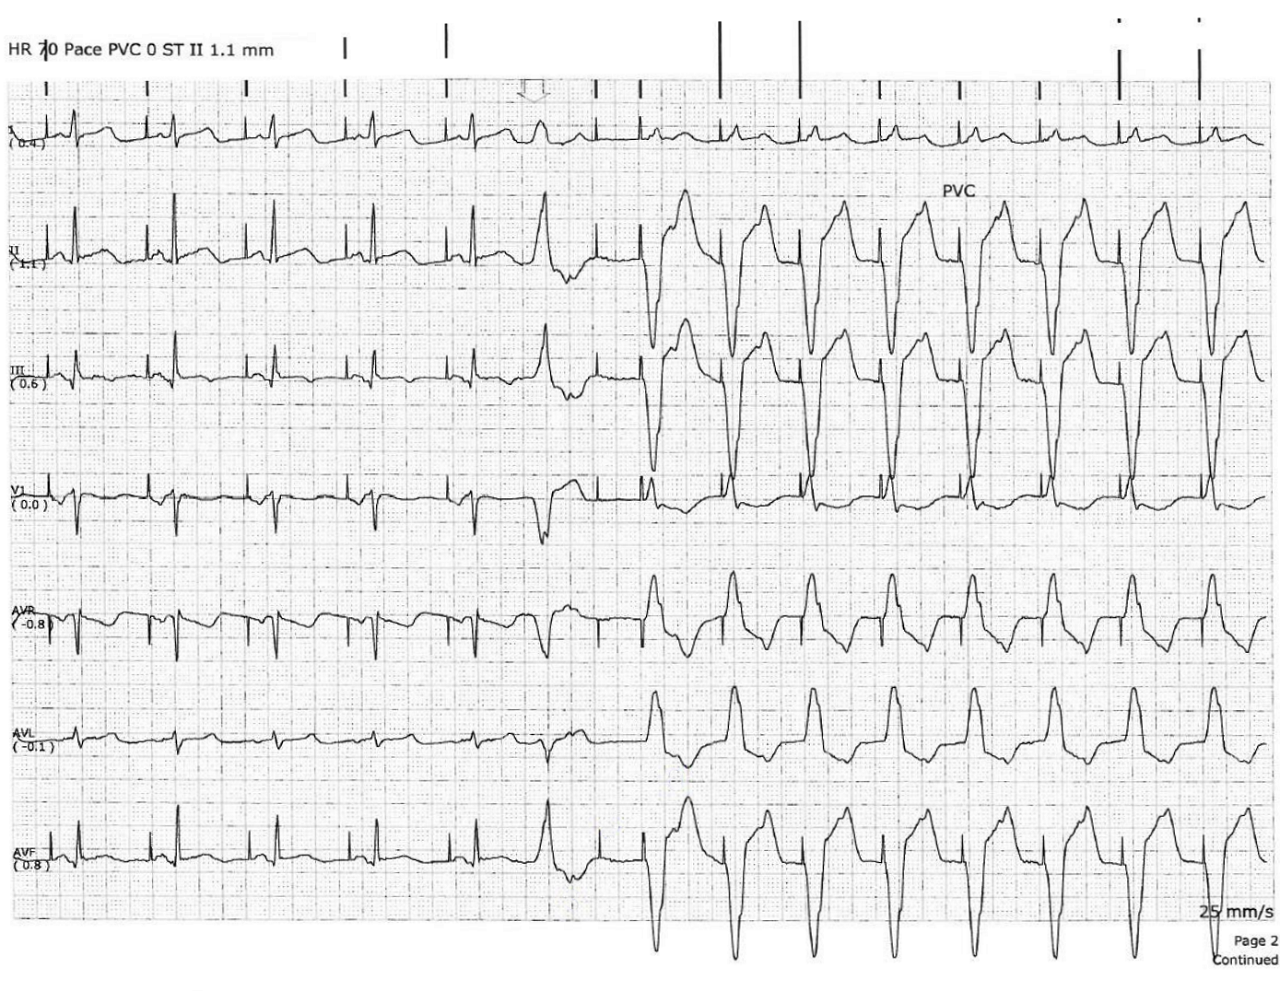 HR 70 Pace PVC 0 ST II 1.1 mm
I
( 0.4 )
PVC
II
( 1.1 )
III
( 0.6 )
V1
( 0.0 )
AVR
( -0.8 )
AVL
( -0.1 )
AVF
( 0.8 )
25 mm/s
Page 2
Continued